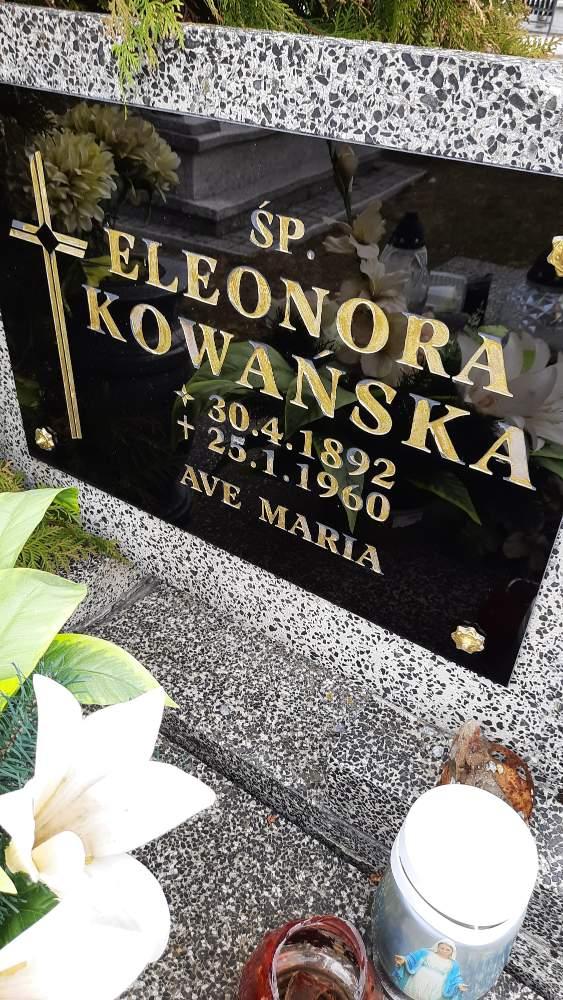 ŚP.
ELEONORA
KOWAŃSKA
☆ 30.4.1892
+ 25.1.1960
AVE MARIA